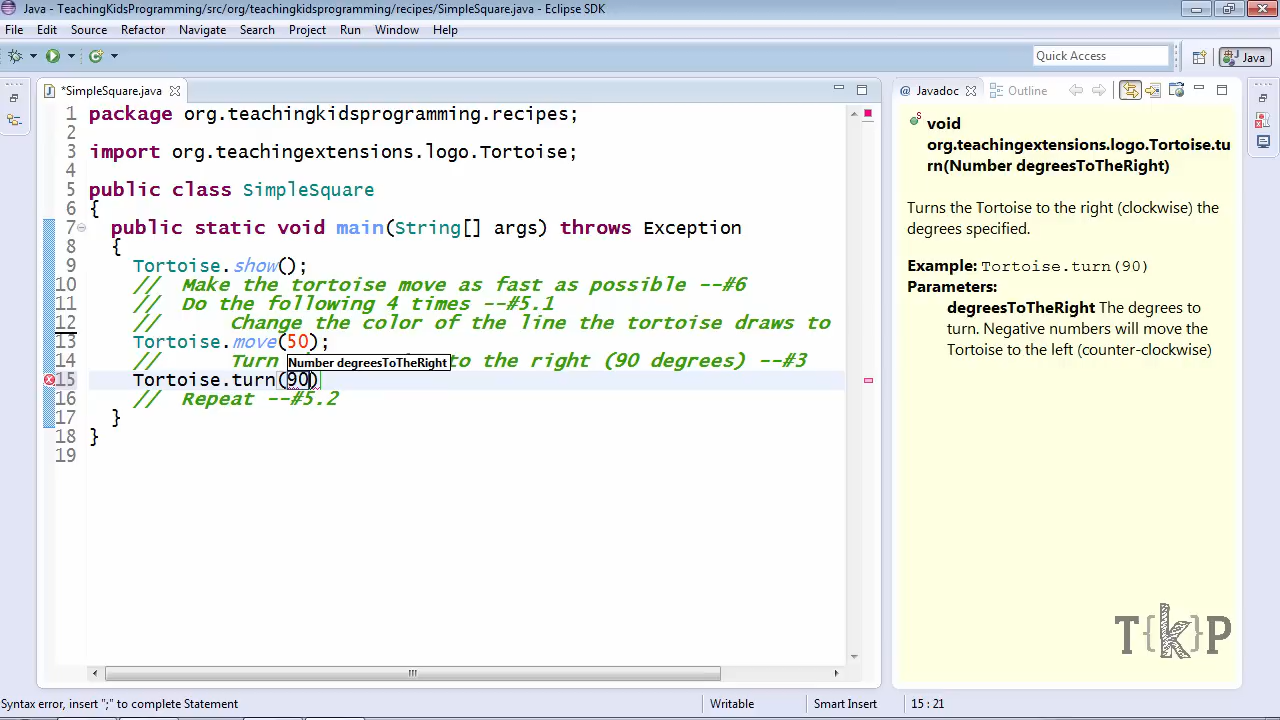 Java - TeachingKidsProgramming/src/org/teachingkidsprogramming/recipes/SimpleSquare.java - Eclipse SDK
File Edit Source Refactor Navigate Search Project Run Window Help
Quick Access
Java
*SimpleSquare.java
1 package org.teachingkidsprogramming.recipes;
2
3 import org.teachingextensions.logo.Tortoise;
4
5 public class SimpleSquare
6 {
7 public static void main(String[] args) throws Exception
8 {
9 Tortoise.show();
10 // Make the tortoise move as fast as possible --#6
11 // Do the following 4 times --#5.1
12 // Change the color of the line the tortoise draws to
13 Tortoise.move(50);
14 // Turn to the right (90 degrees) --#3
Number degreesToTheRight
15 Tortoise.turn(90)
16 // Repeat --#5.2
17 }
18 }
19
Javadoc Outline
void
org.teachingextensions.logo.Tortoise.tu
rn(Number degreesToTheRight)
Turns the Tortoise to the right (clockwise) the
degrees specified.
Example: Tortoise.turn(90)
Parameters:
degreesToTheRight The degrees to
turn. Negative numbers will move the
Tortoise to the left (counter-clockwise)
T{k}P
Syntax error, insert ";" to complete Statement
Writable
Smart Insert
15 : 21